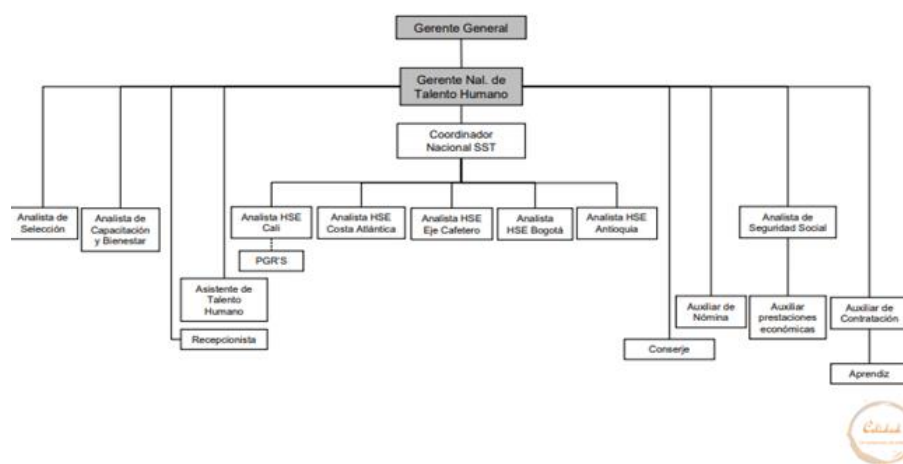 Gerente General
Gerente Nal. de
Talento Humano
Coordinador
Nacional SST
Analista de
Selección
Analista de
Capacitación
y Bienestar
Analista HSE
Cali
Analista HSE
Costa Atlántica
Analista HSE
Eje Cafetero
Analista
HSE Bogotá
Analista HSE
Antioquia
Analista de
Seguridad Social
PGR'S
Asistente de
Talento
Humano
Auxiliar de
Nómina
Auxiliar
prestaciones
económicas
Auxiliar de
Contratación
Recepcionista
Conserje
Aprendiz
Calidad